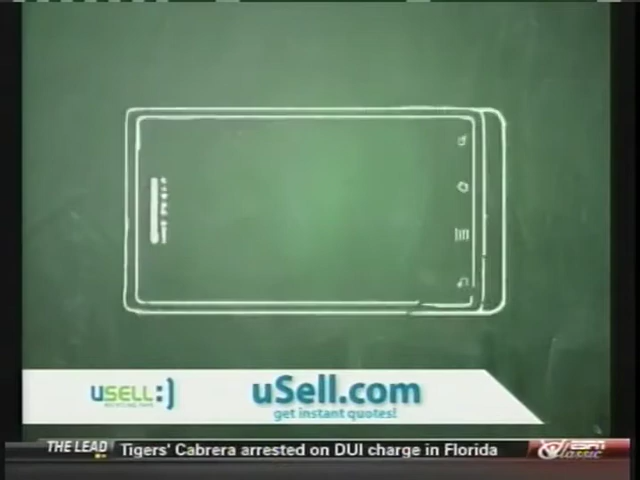 uSELL:)
uSell.com
get instant quotes!
THE LEAD
Tigers' Cabrera arrested on DUI charge in Florida
ESPN
Classic